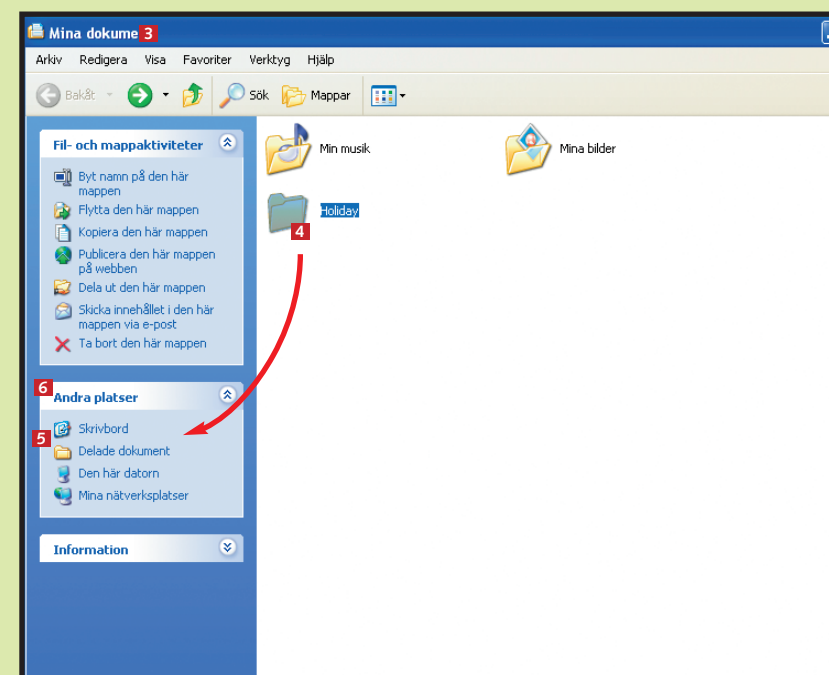 Mina dokume 3
Arkiv Redigera Visa Favoriter Verktyg Hjälp
Bakåt Sök Mappar
Fil- och mappaktiviteter
Byt namn på den här
mappen
Flytta den här mappen
Kopiera den här mappen
Publicera den här mappen
på webben
Dela ut den här mappen
Skicka innehållet i den här
mappen via e-post
Ta bort den här mappen
6
Andra platser
Skrivbord
5
Delade dokument
Den här datorn
Mina nätverksplatser
Information
Min musik Mina bilder
Holiday
4